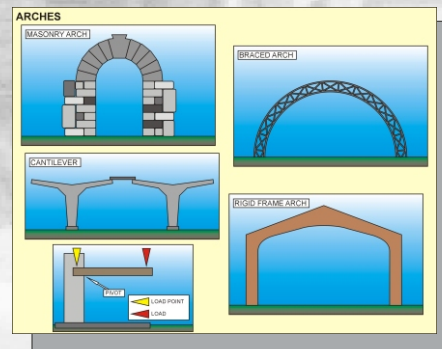 ARCHES
MASONRY ARCH
BRACED ARCH
CANTILEVER
RIGID FRAME ARCH
PIVOT
LOAD POINT
LOAD